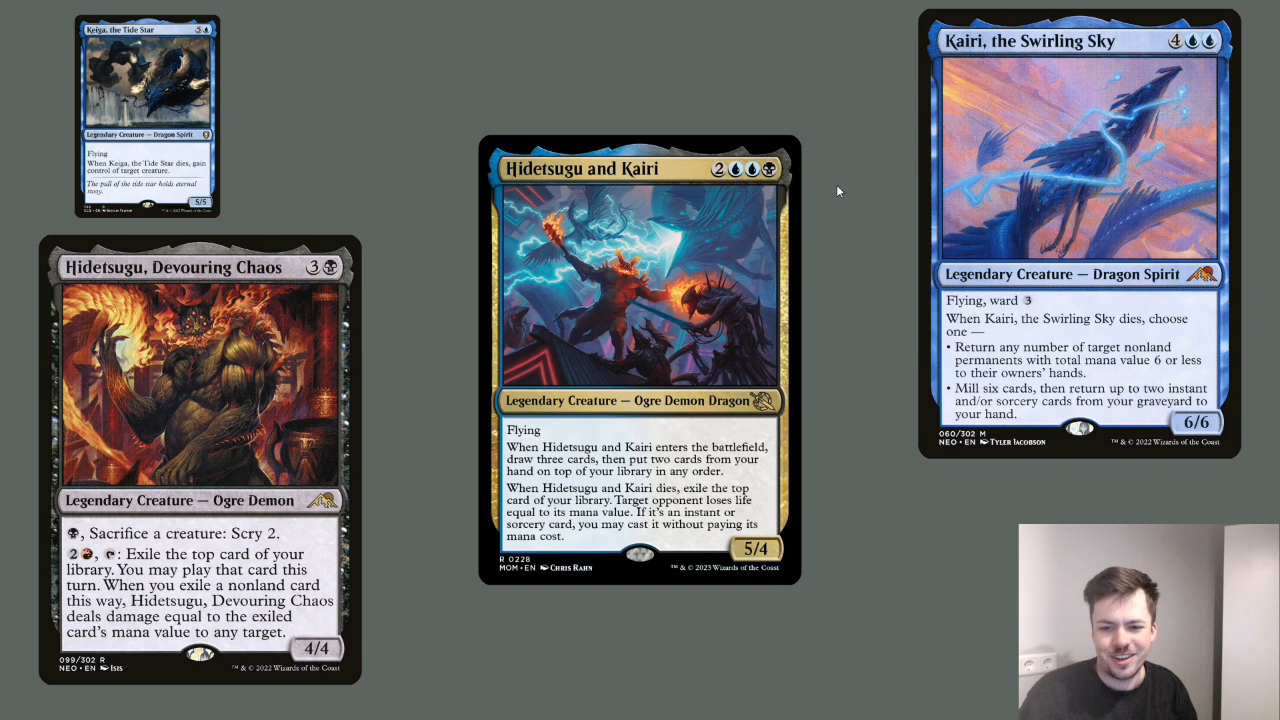 Keiga, the Tide Star 5
Legendary Creature — Dragon Spirit
Flying
When Keiga, the Tide Star dies, gain
control of target creature.
The pull of the tide star holds eternal
sway.
5/5
Hidetsugu, Devouring Chaos 3
Legendary Creature — Ogre Demon
, Sacrifice a creature: Scry 2.
2 , : Exile the top card of your
library. You may play that card this
turn. When you exile a nonland card
this way, Hidetsugu, Devouring Chaos
deals damage equal to the exiled
card's mana value to any target.
4/4
099/302 R
NEO • EN Isis
™ & © 2022 Wizards of the Coast
Hidetsugu and Kairi 2
Legendary Creature — Ogre Demon Dragon
Flying
When Hidetsugu and Kairi enters the battlefield,
draw three cards, then put two cards from your
hand on top of your library in any order.
When Hidetsugu and Kairi dies, exile the top
card of your library. Target opponent loses life
equal to its mana value. If it's an instant or
sorcery card, you may cast it without paying its
mana cost.
5/4
R 0228
MOM • EN Chris Rahn
™ & © 2023 Wizards of the Coast
Kairi, the Swirling Sky 4
Legendary Creature — Dragon Spirit
Flying, ward 3
When Kairi, the Swirling Sky dies, choose
one —
• Return any number of target nonland
permanents with total mana value 6 or less
to their owners' hands.
• Mill six cards, then return up to two instant
and/or sorcery cards from your graveyard to
your hand.
6/6
060/302 M
NEO • EN Tyler Jacobson
™ & © 2022 Wizards of the Coast